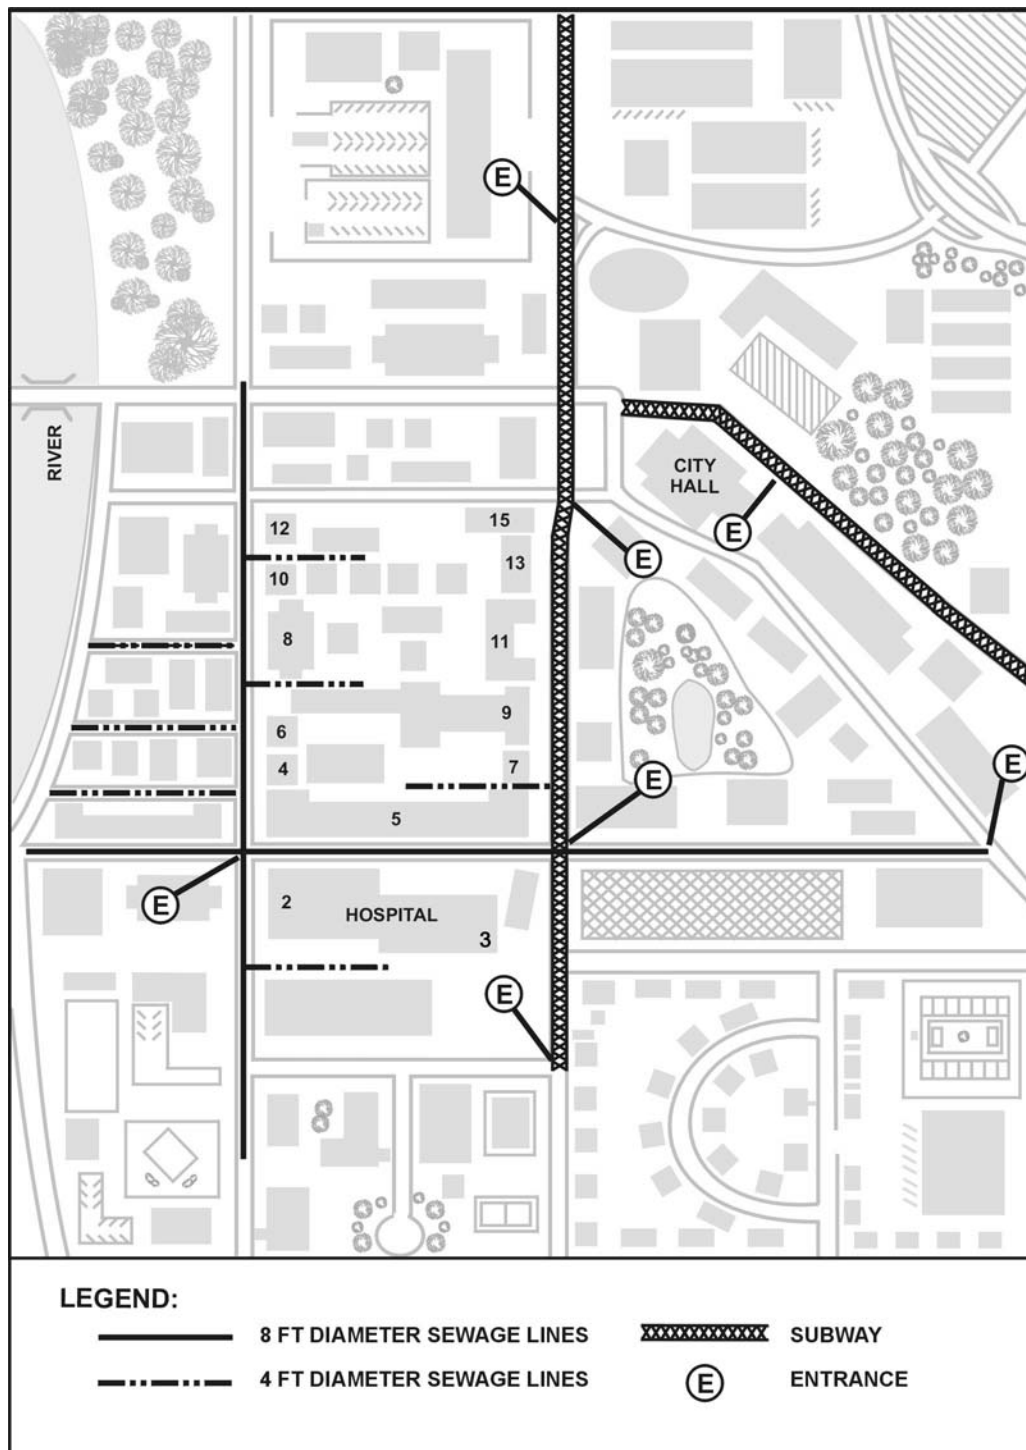 E
RIVER
CITY
HALL
E
12
15
E
10
13
8
11
9
6
4
7
E
E
5
E
2
HOSPITAL
3
E
LEGEND:
8 FT DIAMETER SEWAGE LINES
SUBWAY
4 FT DIAMETER SEWAGE LINES
E
ENTRANCE